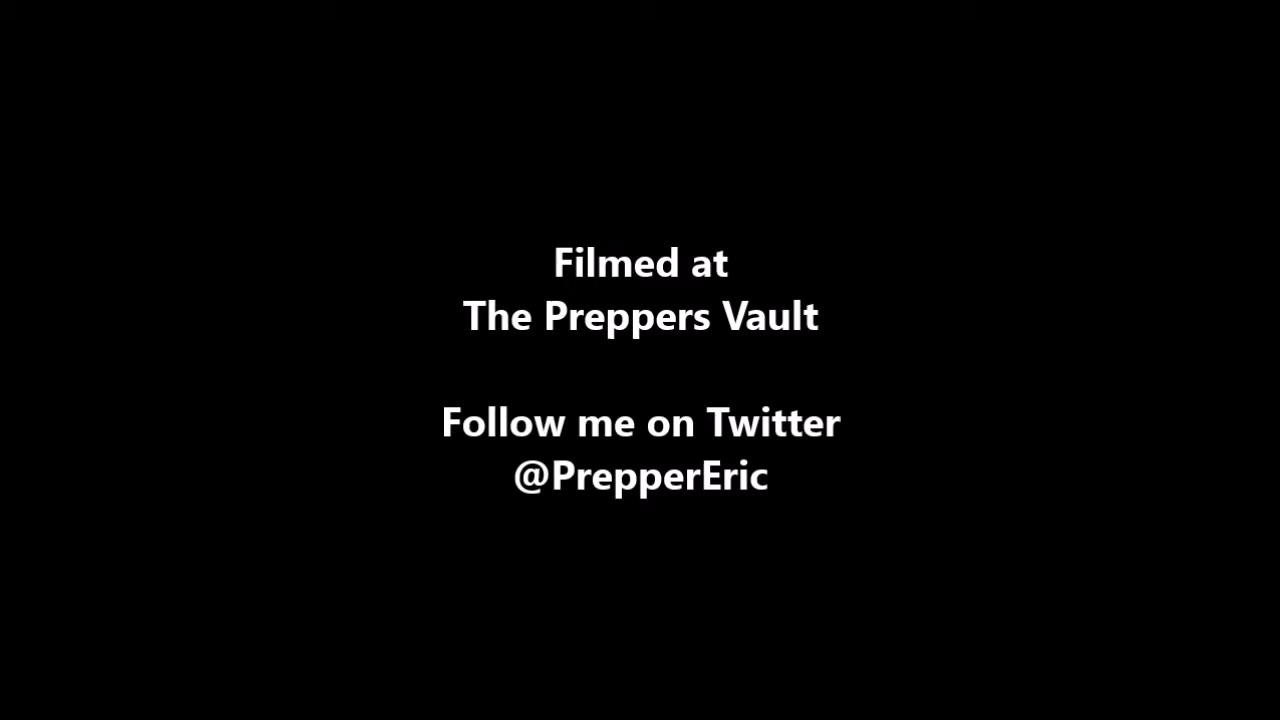 Filmed at
The Preppers Vault
Follow me on Twitter
@PrepperEric